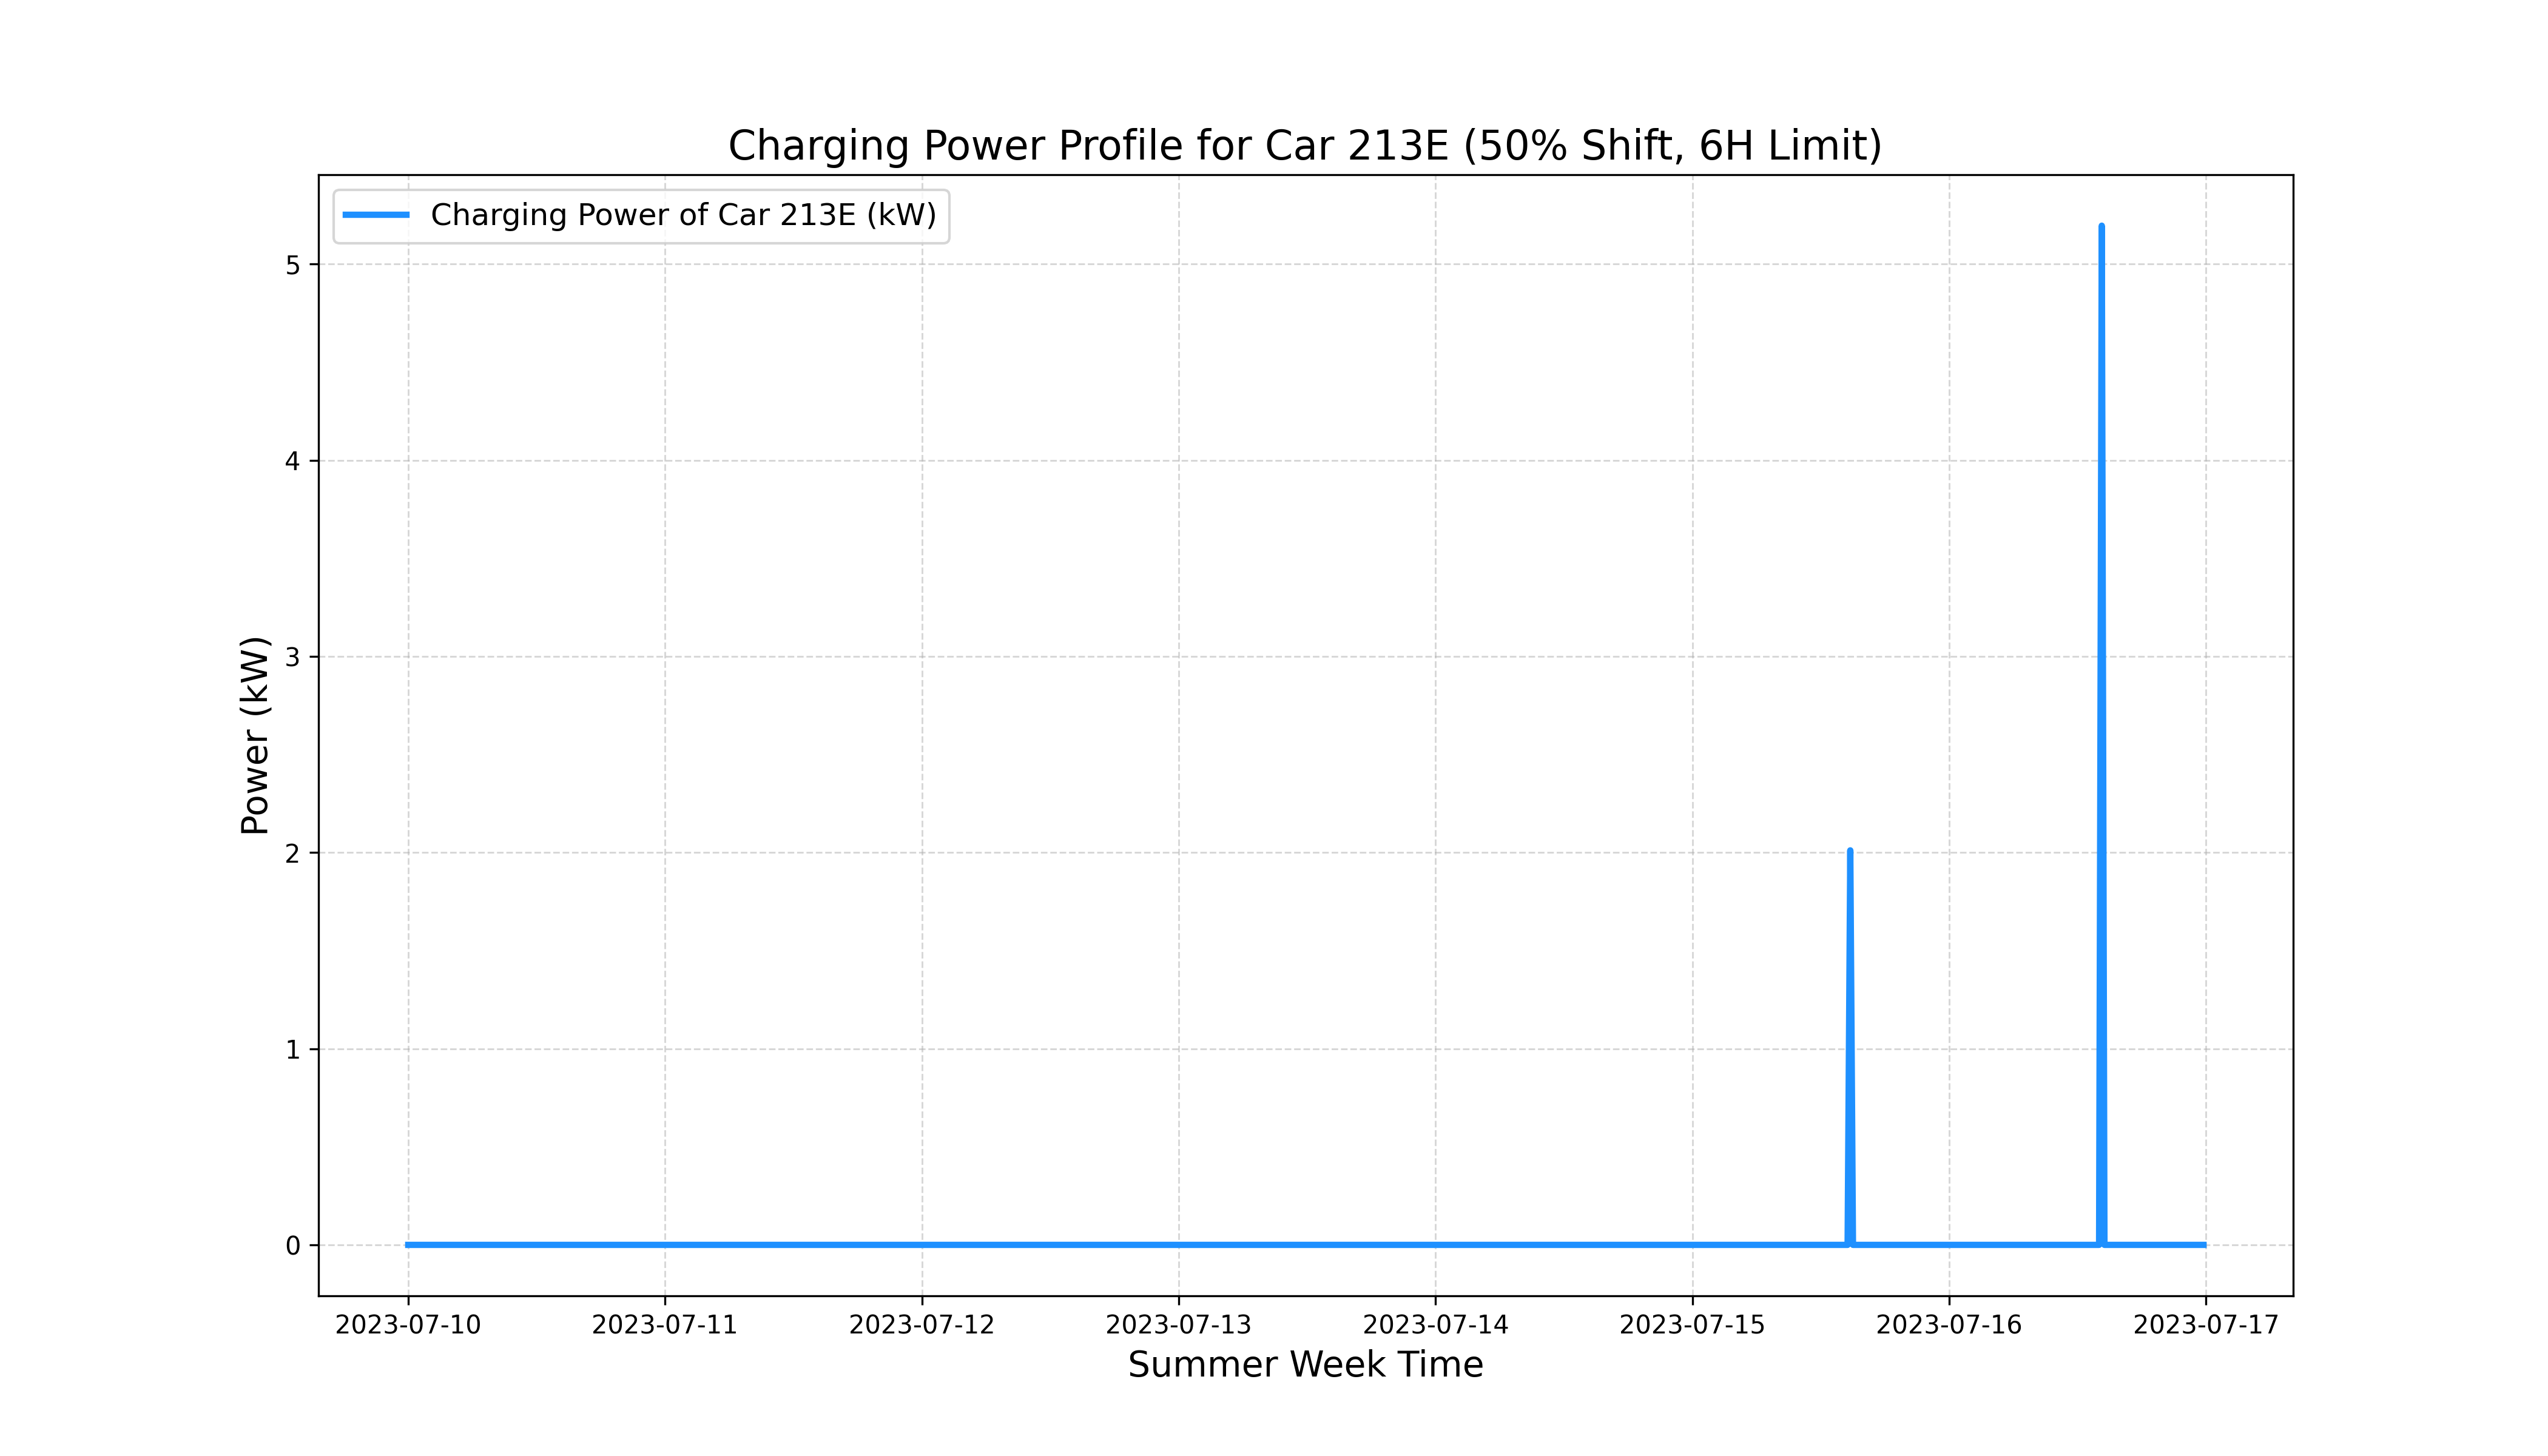 Charging Power Profile for Car 213E (50% Shift, 6H Limit)
Charging Power of Car 213E (kW)
5
4
3
2
1
0
Power (kW)
2023-07-10 2023-07-11 2023-07-12 2023-07-13 2023-07-14 2023-07-15 2023-07-16 2023-07-17
Summer Week Time